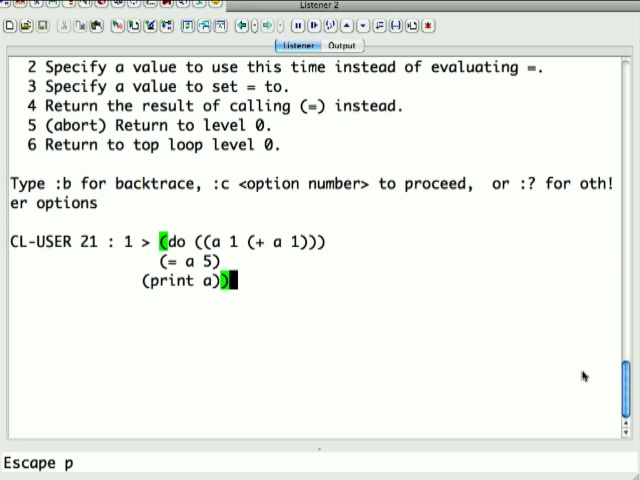 Listener 2
Listener Output
2 Specify a value to use this time instead of evaluating =.
3 Specify a value to set = to.
4 Return the result of calling (=) instead.
5 (abort) Return to level 0.
6 Return to top loop level 0.
Type :b for backtrace, :c <option number> to proceed,  or :? for oth!
er options
CL-USER 21 : 1 > (do ((a 1 (+ a 1)))
(= a 5)
(print a))
Escape p